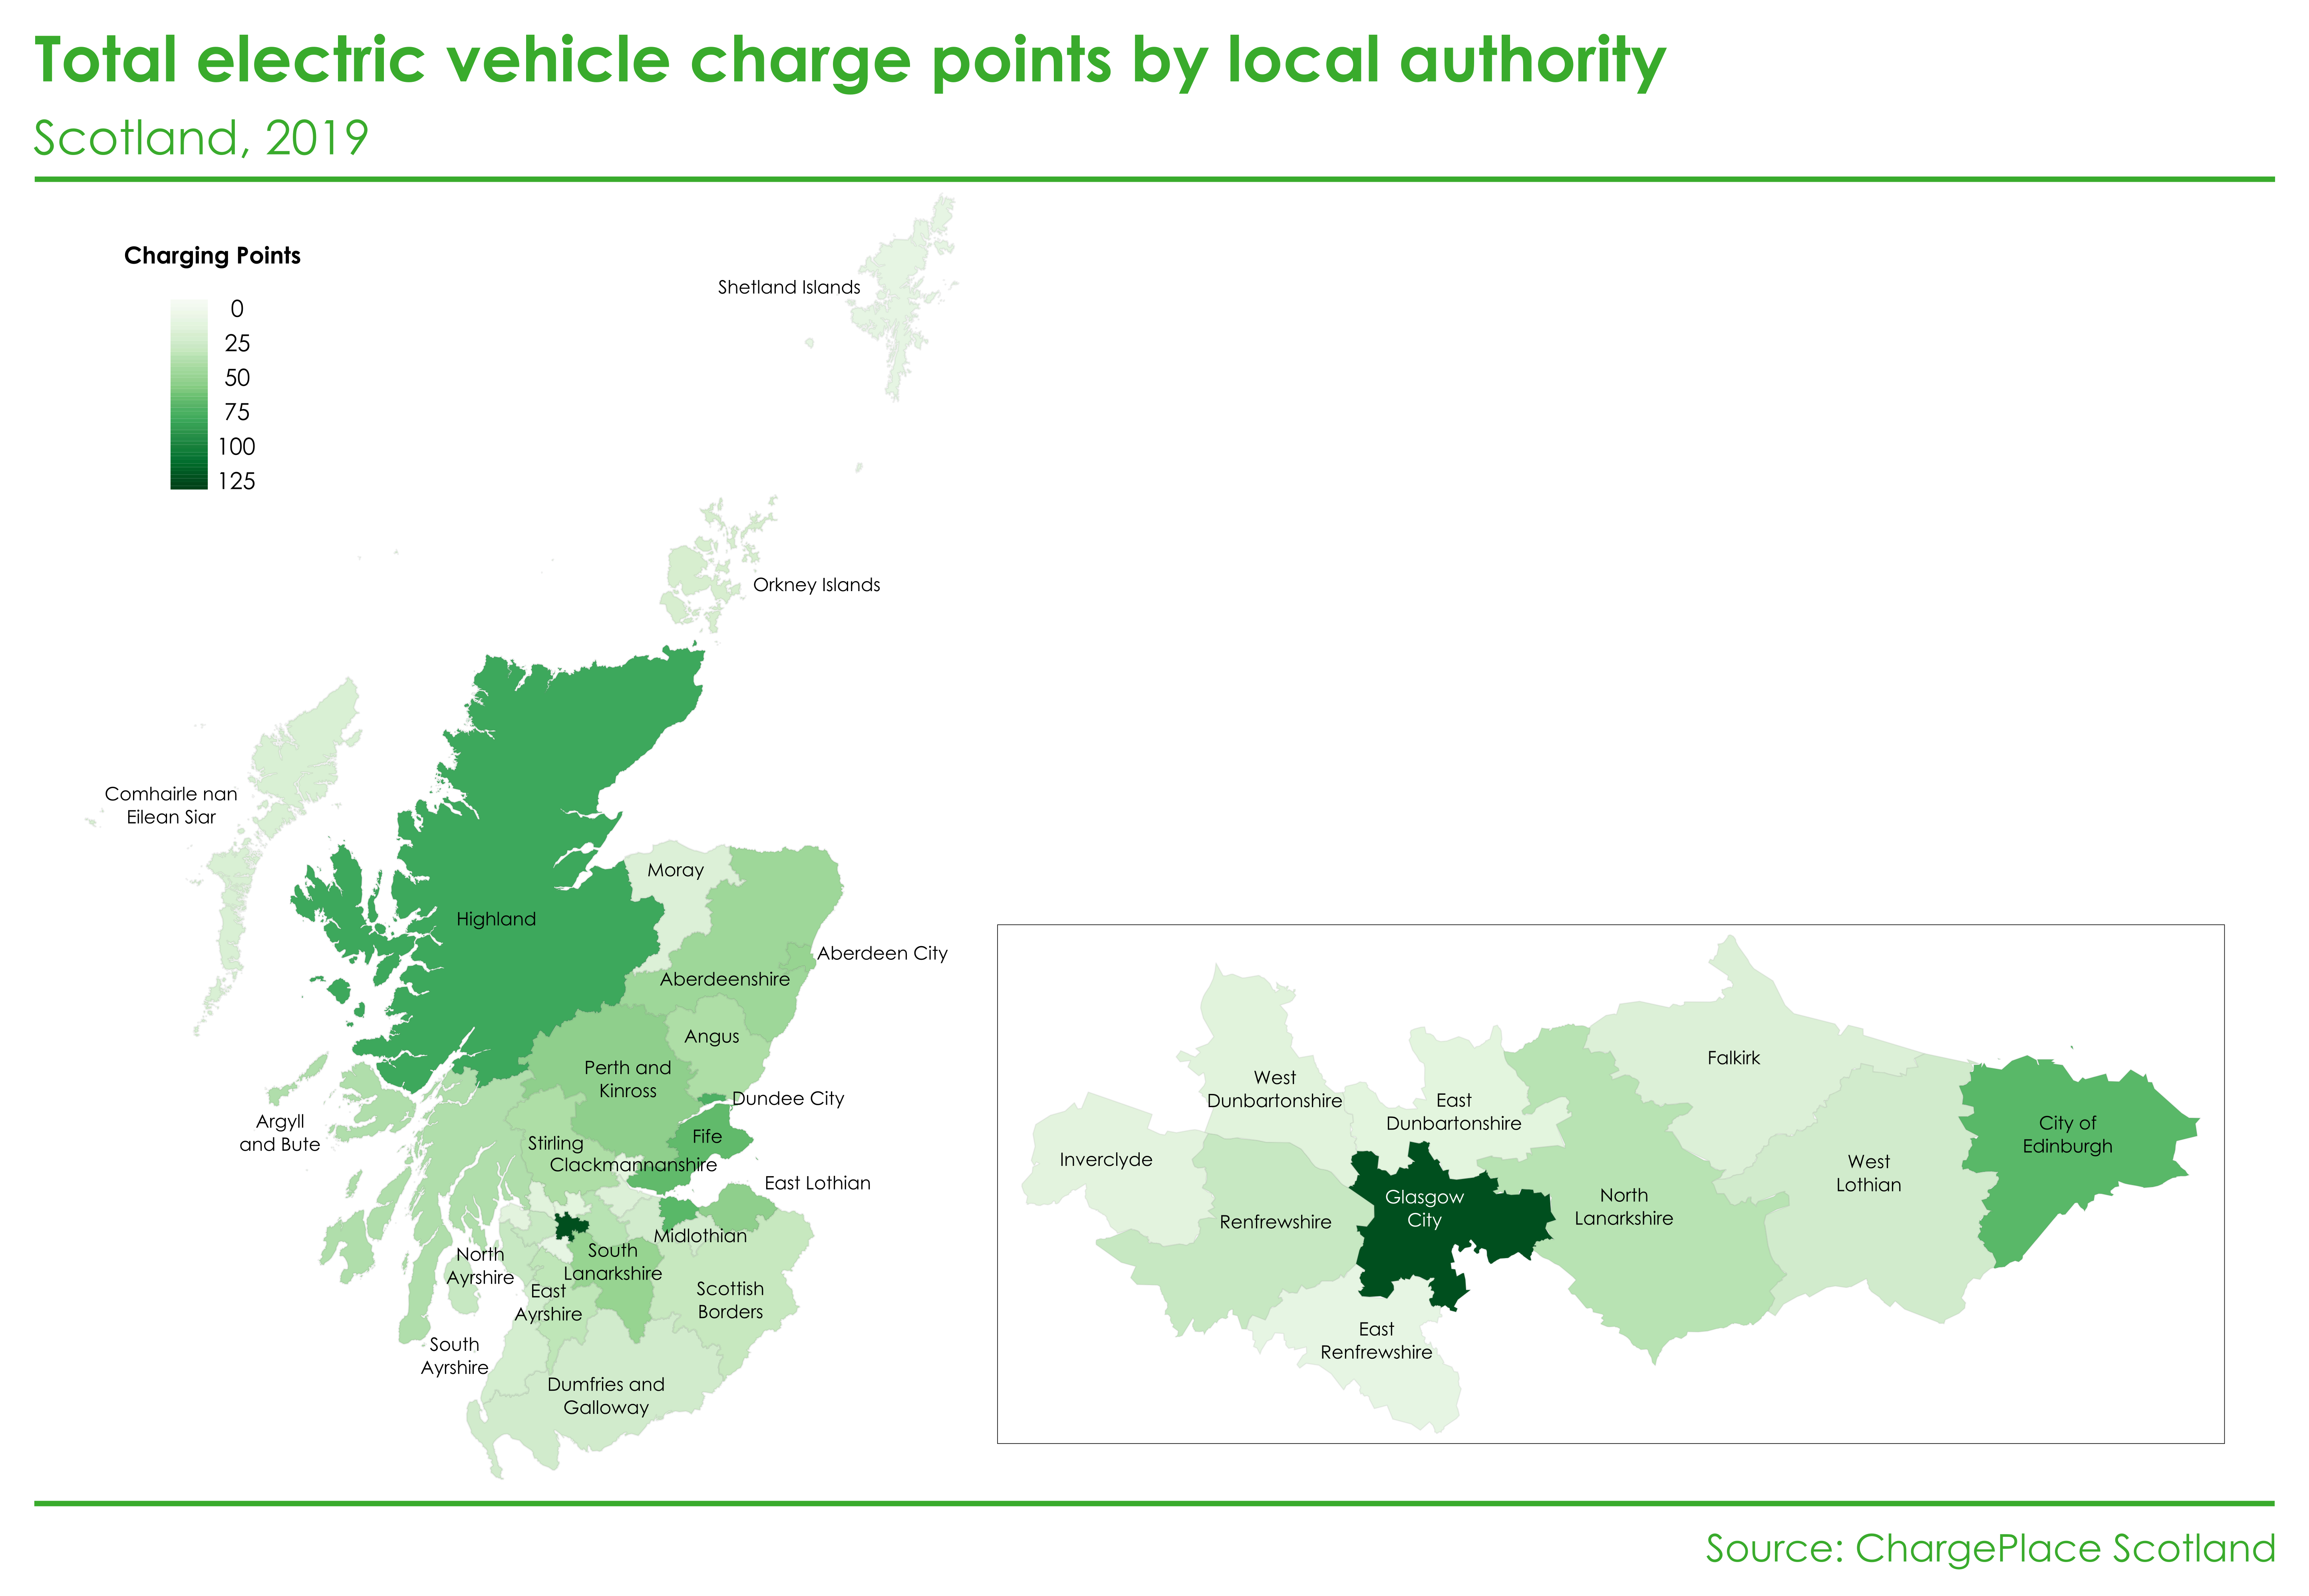 Total electric vehicle charge points by local authority
Scotland, 2019
Charging Points
0
25
50
75
100
125
Shetland Islands
Orkney Islands
Comhairle nan
Eilean Siar
Moray
Highland
Aberdeen City
Aberdeenshire
Angus
Perth and
Kinross
Dundee City
Argyll
and Bute
Fife
Stirling
Clackmannanshire
East Lothian
Midlothian
North
Ayrshire
South
Lanarkshire
East
Ayrshire
Scottish
Borders
South
Ayrshire
Dumfries and
Galloway
Falkirk
West
Dunbartonshire
East
Dunbartonshire
City of
Edinburgh
Inverclyde
West
Lothian
Glasgow
City
North
Lanarkshire
Renfrewshire
East
Renfrewshire
Source: ChargePlace Scotland